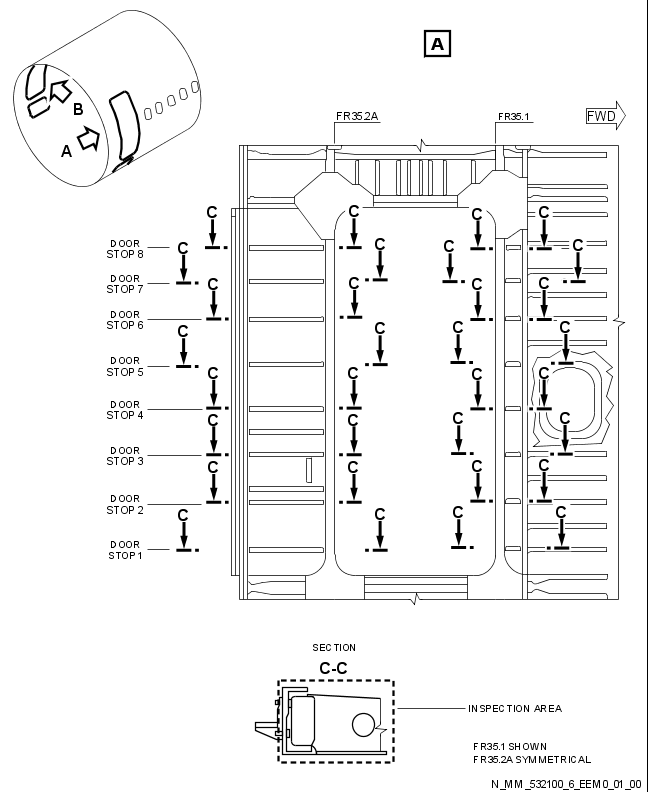 A
FR35.2A
FR35.1
FWD
B
A
C C C C
DOOR
STOP 8
C C C C
DOOR
STOP 7
C C C C
DOOR
STOP 6
C C C C
DOOR
STOP 5
C C C C
DOOR
STOP 4
C C C C
DOOR
STOP 3
C C C C
DOOR
STOP 2
C C C C
DOOR
STOP 1
SECTION
C-C
INSPECTION AREA
FR35.1 SHOWN
FR35.2A SYMMETRICAL
N_MM_532100_6_EEM0_01_00